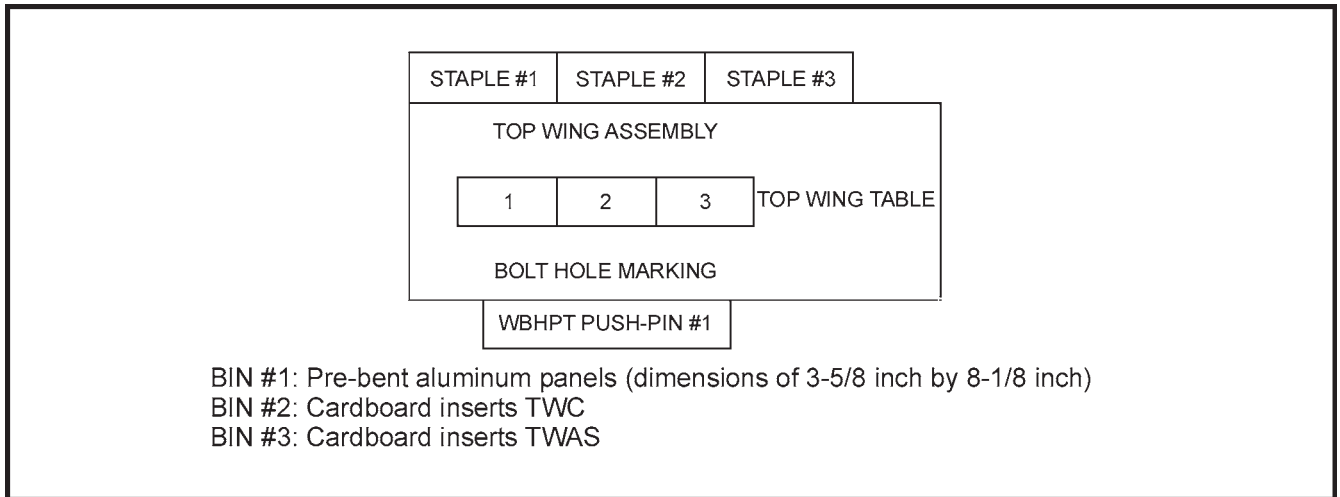 STAPLE #1 STAPLE #2 STAPLE #3
TOP WING ASSEMBLY
1 2 3 TOP WING TABLE
BOLT HOLE MARKING
WBHPT PUSH-PIN #1
BIN #1: Pre-bent aluminum panels (dimensions of 3-5/8 inch by 8-1/8 inch)
BIN #2: Cardboard inserts TWC
BIN #3: Cardboard inserts TWAS